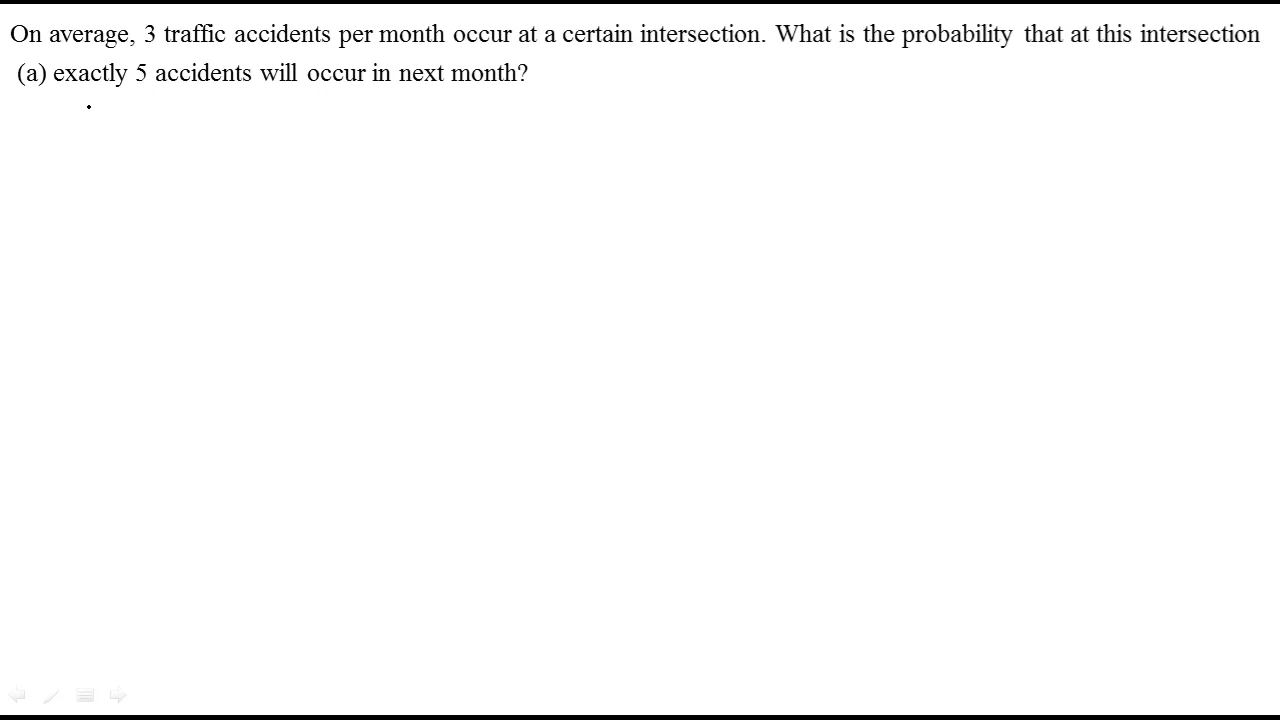 On average, 3 traffic accidents per month occur at a certain intersection. What is the probability that at this intersection
(a) exactly 5 accidents will occur in next month?